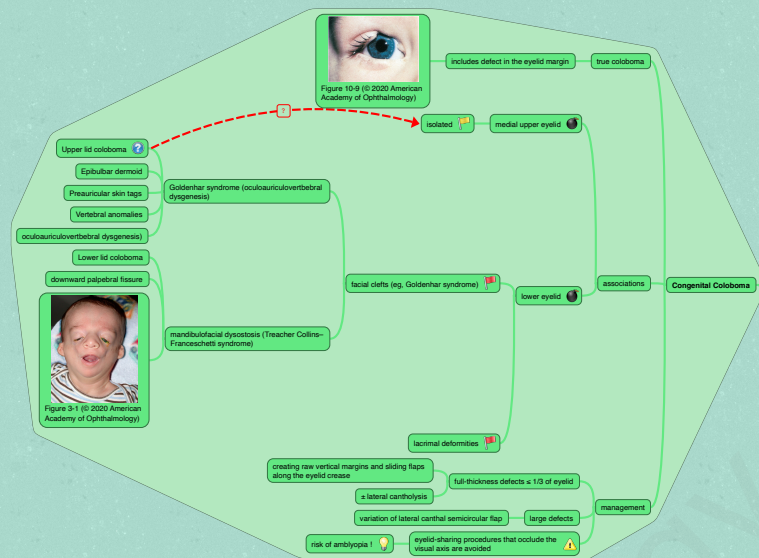 Figure 10-9 (© 2020 American
Academy of Ophthalmology)
includes defect in the eyelid margin
true coloboma
?
isolated
medial upper eyelid
Upper lid coloboma
Epibulbar dermoid
Preauricular skin tags
Vertebral anomalies
oculoauriculovertbebral dysgenesis)
Goldenhar syndrome (oculoauriculovertbebral
dysgenesis)
Lower lid coloboma
downward palpebral fissure
Figure 3-1 (© 2020 American
Academy of Ophthalmology)
mandibulofacial dysostosis (Treacher Collins–
Franceschetti syndrome)
facial clefts (eg, Goldenhar syndrome)
lower eyelid
associations
Congenital Coloboma
lacrimal deformities
creating raw vertical margins and sliding flaps
along the eyelid crease
± lateral cantholysis
full-thickness defects ≤ 1/3 of eyelid
variation of lateral canthal semicircular flap
large defects
management
risk of amblyopia !
eyelid-sharing procedures that occlude the
visual axis are avoided